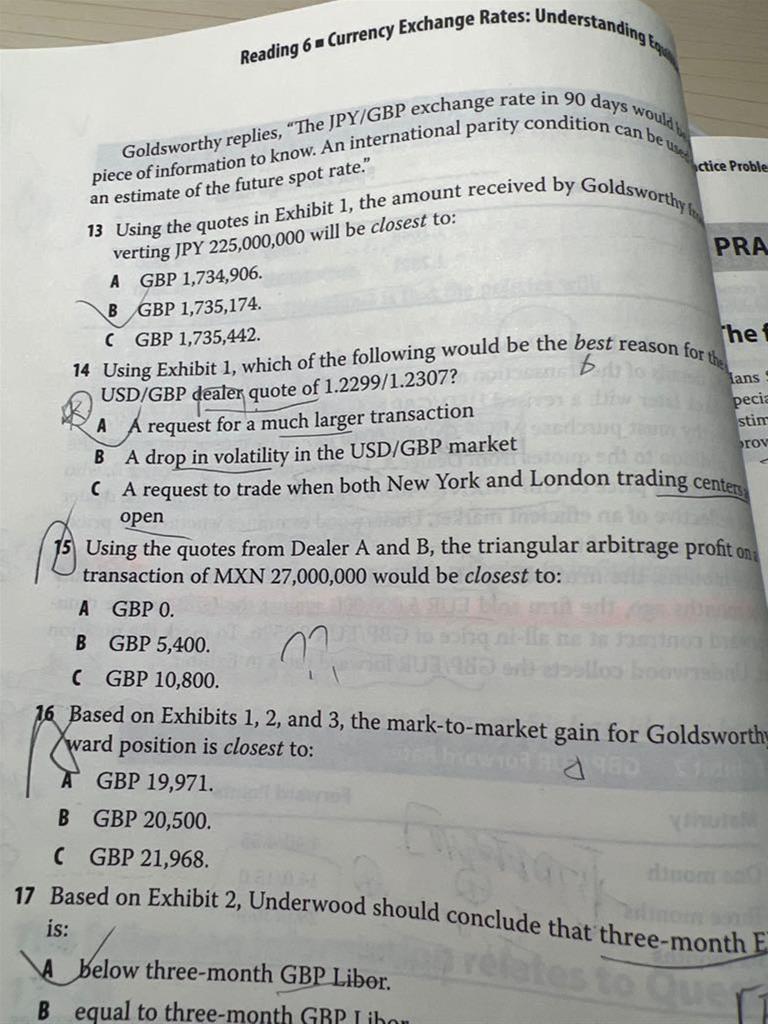 Reading 6 ■ Currency Exchange Rates: Understanding
Goldsworthy replies, “The JPY/GBP exchange rate in 90 days would
piece of information to know. An international parity condition can be
an estimate of the future spot rate.”
13 Using the quotes in Exhibit 1, the amount received by Goldsworthy
verting JPY 225,000,000 will be closest to:
A GBP 1,734,906.
B GBP 1,735,174.
C GBP 1,735,442.
14 Using Exhibit 1, which of the following would be the best reason for the
USD/GBP dealer quote of 1.2299/1.2307?
A A request for a much larger transaction
B A drop in volatility in the USD/GBP market
C A request to trade when both New York and London trading centers
open
15 Using the quotes from Dealer A and B, the triangular arbitrage profit on
transaction of MXN 27,000,000 would be closest to:
A GBP 0.
B GBP 5,400.
C GBP 10,800.
??
16 Based on Exhibits 1, 2, and 3, the mark-to-market gain for Goldsworthy
ward position is closest to:
A GBP 19,971.
B GBP 20,500.
C GBP 21,968.
17 Based on Exhibit 2, Underwood should conclude that three-month E
is:
A below three-month GBP Libor.
B equal to three-month GBP Libor.
ctice Proble
PRA